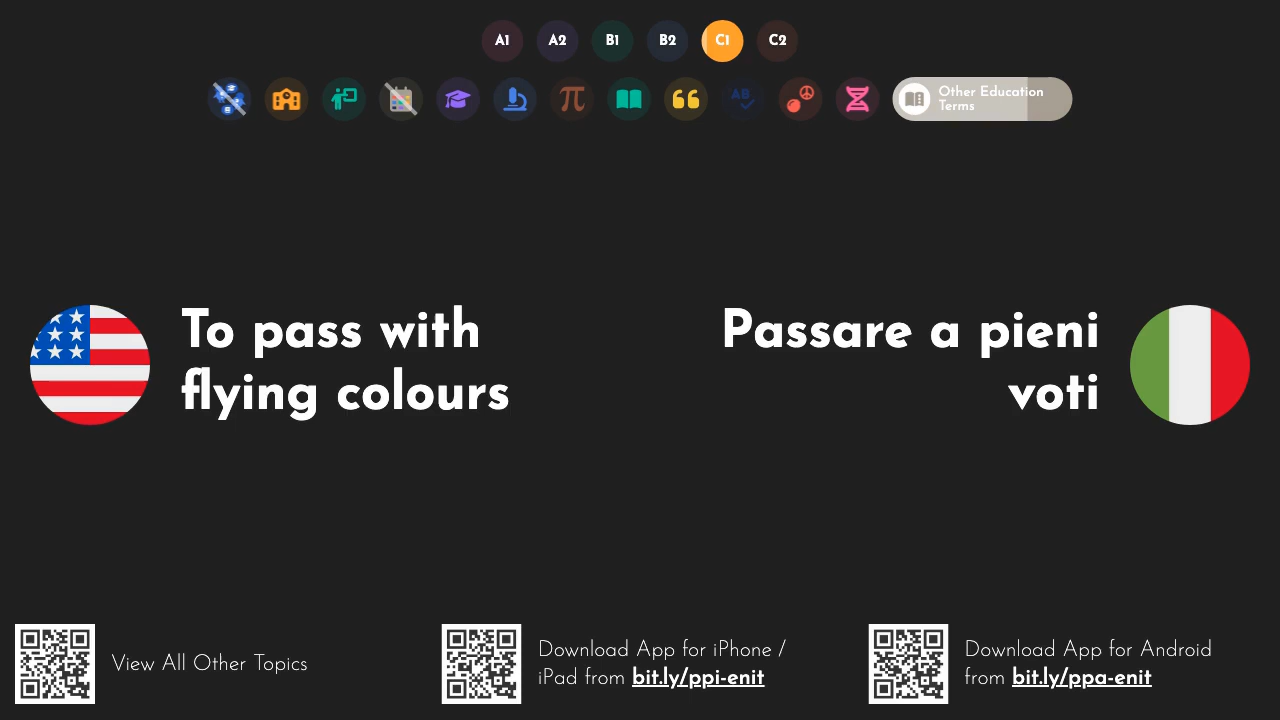 A1 A2 B1 B2 C1 C2
AB
Other Education
Terms
To pass with
flying colours
Passare a pieni
voti
View All Other Topics
Download App for iPhone /
iPad from bit.ly/ppi-enit
Download App for Android
from bit.ly/ppa-enit